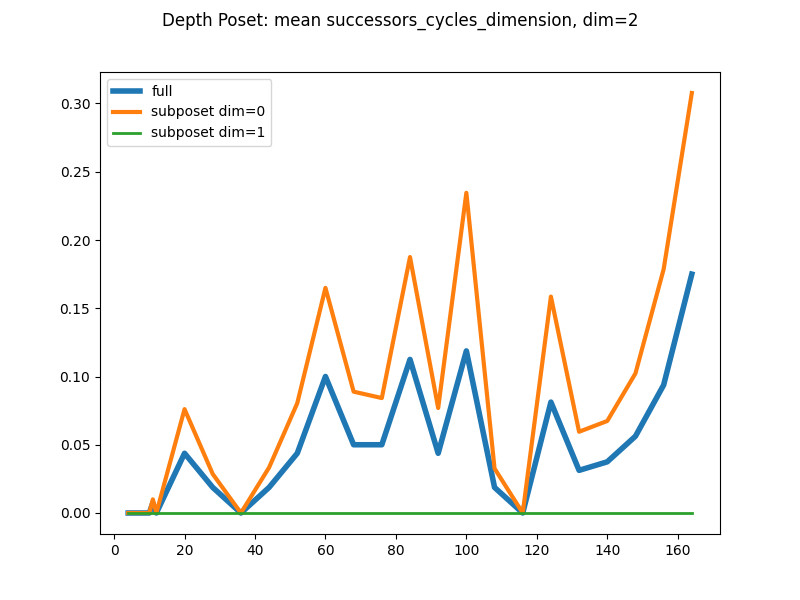 Depth Poset: mean successors_cycles_dimension, dim=2
full
subposet dim=0
subposet dim=1
0.30
0.25
0.20
0.15
0.10
0.05
0.00
0 20 40 60 80 100 120 140 160